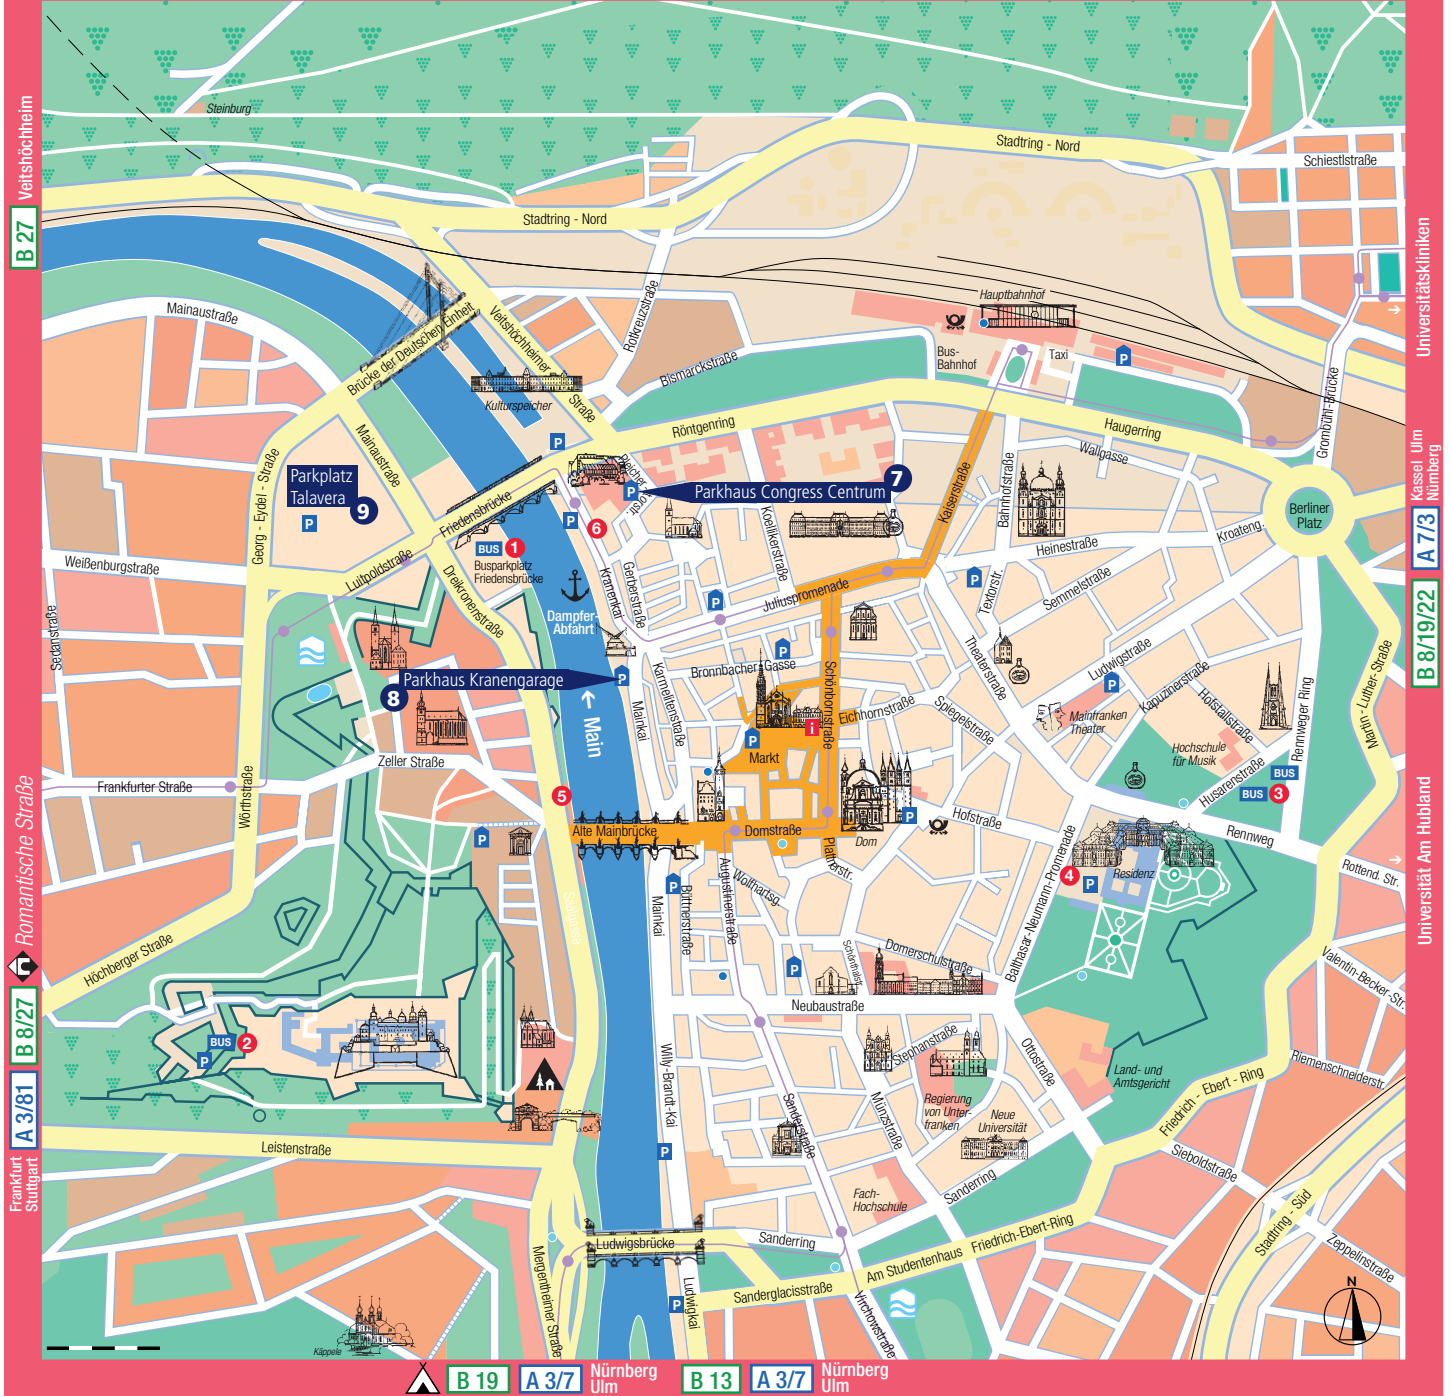 Veitshöchheim
B 27
Romantische Straße
B 8/27
A 3/81
Frankfurt
Stuttgart
Universitätskliniken
Kassel Ulm
Nürnberg
A 7/3
B 8/19/22
Universität Am Hubland
Steinburg
Stadtring - Nord
Schiestlstraße
Stadtring - Nord
Mainaustraße
Brücke der Deutschen Einheit
Veitshöchheimer
Straße
Rotkreuzstraße
Bismarckstraße
Hauptbahnhof
Bus-
Bahnhof
Taxi
P
Grombühl-Brücke
Kulturspeicher
Röntgenring
Haugerring
Wallgasse
Mainaustraße
Georg - Eydel - Straße
P
Parkplatz
Talavera
9
P
Friedensbrücke
Bleicher-
torstr.
P
Parkhaus Congress Centrum
7
Koellikerstraße
Kaiserstraße
Bahnhofstraße
Berliner
Platz
Kroateng.
Heinestraße
P
6
BUS
1
Busparkplatz
Friedensbrücke
Weißenburgstraße
Luitpoldstraße
Dreikronenstraße
Sedanstraße
Dampfer-
Abfahrt
Kranenkai
Gerberstraße
P
Juliuspromenade
P
Textorstr.
Semmelstraße
Theaterstraße
Ludwigstraße
P
Kapuzinerstraße
Hofstallstraße
Rennweger Ring
Martin - Luther-Straße
Bronnbacher Gasse
P
Karmelitenstraße
Parkhaus Kranengarage
P
8
Main
Mainkai
Schönbornstraße
Eichhornstraße
Spiegelstraße
Mainfranken
Theater
Hochschule
für Musik
Husarenstraße
BUS
BUS
3
i
P
Markt
Zeller Straße
Frankfurter Straße
Wörthstraße
5
P
Alte Mainbrücke
Domstraße
Dom
P
Hofstraße
Rennweg
Plattnerstr.
Residenz
4
P
Balthasar-Neumann-Promenade
Rottend. Str.
Saalgasse
P
Mainkai
Büttnerstraße
Augustinerstraße
Wolfhartsg.
Schönthalstr.
Domerschulstraße
P
Neubaustraße
Höchberger Straße
Valentin-Becker-Str.
P
BUS
2
Willy-Brandt-Kai
Stephanstraße
Ottostraße
Land- und
Amtsgericht
Riemenschneiderstr.
Friedrich - Ebert - Ring
Regierung
von Unter-
franken
Neue
Universität
Münzstraße
Sanderstraße
Leistenstraße
P
Sieboldstraße
Fach-
Hochschule
Sanderring
Mergentheimer Straße
Ludwigsbrücke
Sanderring
Am Studentenhaus
Friedrich-Ebert-Ring
Stadtring - Süd
Zeppelinstraße
Sanderglacisstraße
P
Ludwigkai
Virchowstraße
N
Käppele
B 19
A 3/7
Nürnberg
Ulm
B 13
A 3/7
Nürnberg
Ulm